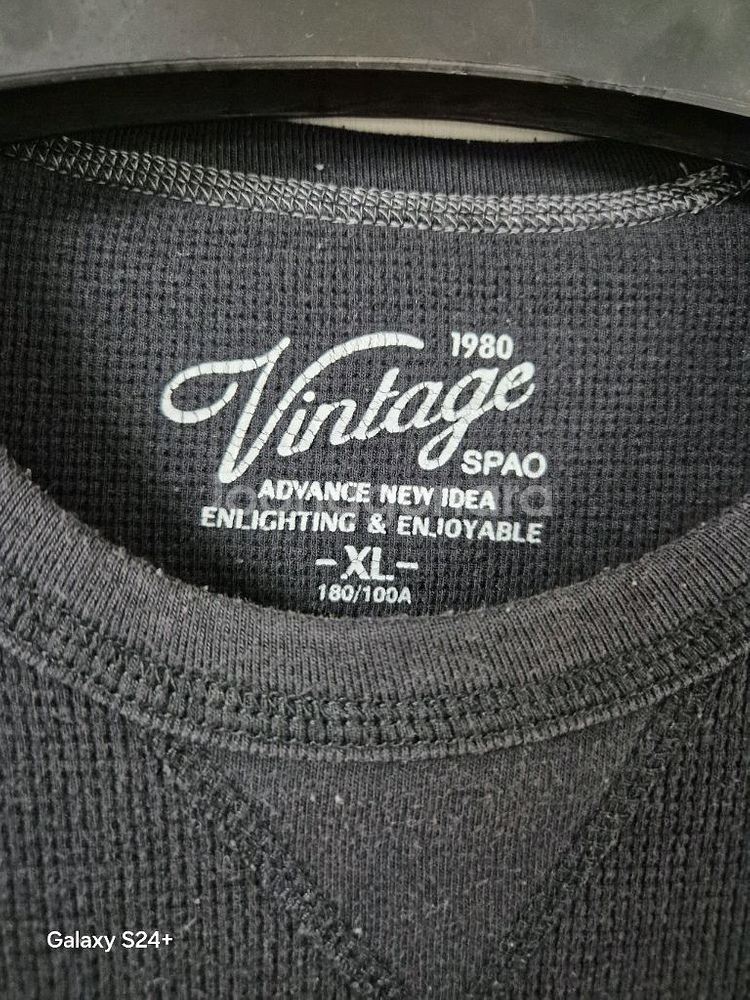 1980
Vintage
SPAO
ADVANCE NEW IDEA
ENLIGHTING & ENJOYABLE
-XL-
180/100A
Galaxy S24+